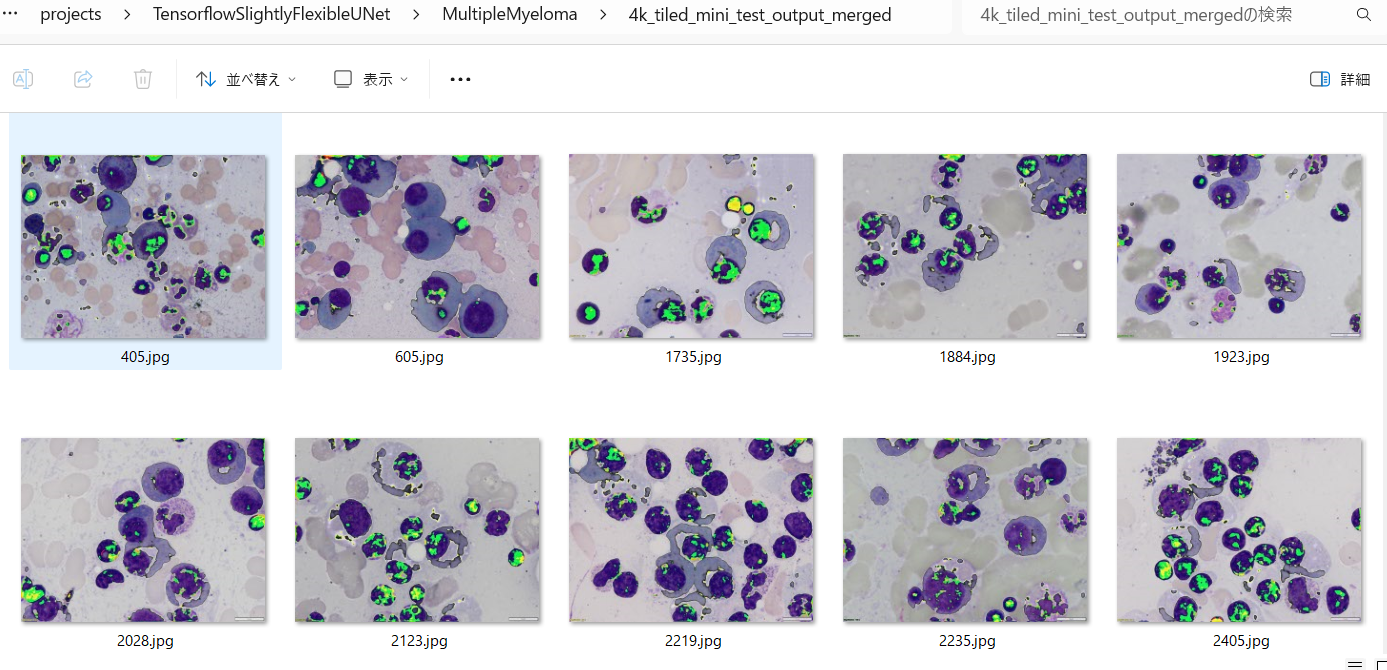 … projects > TensorflowSlightlyFlexibleUNet > MultipleMyeloma > 4k_tiled_mini_test_output_merged
4k_tiled_mini_test_output_mergedの検索
並べ替え 表示 … 詳細
405.jpg 605.jpg 1735.jpg 1884.jpg 1923.jpg
2028.jpg 2123.jpg 2219.jpg 2235.jpg 2405.jpg